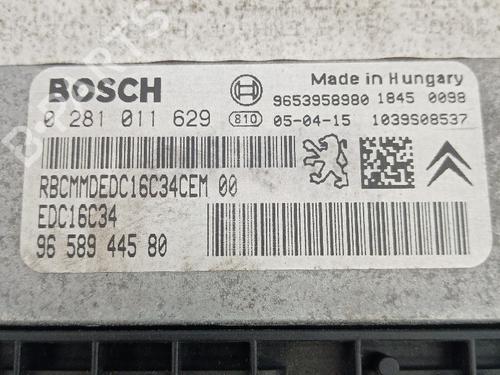 BOSCH
Made in Hungary
9653958980 1845 0098
0 281 011 629 810 05-04-15 1039S08537
RBCMMDEDC16C34CEM 00
EDC16C34
96 589 445 80
B-PARTS